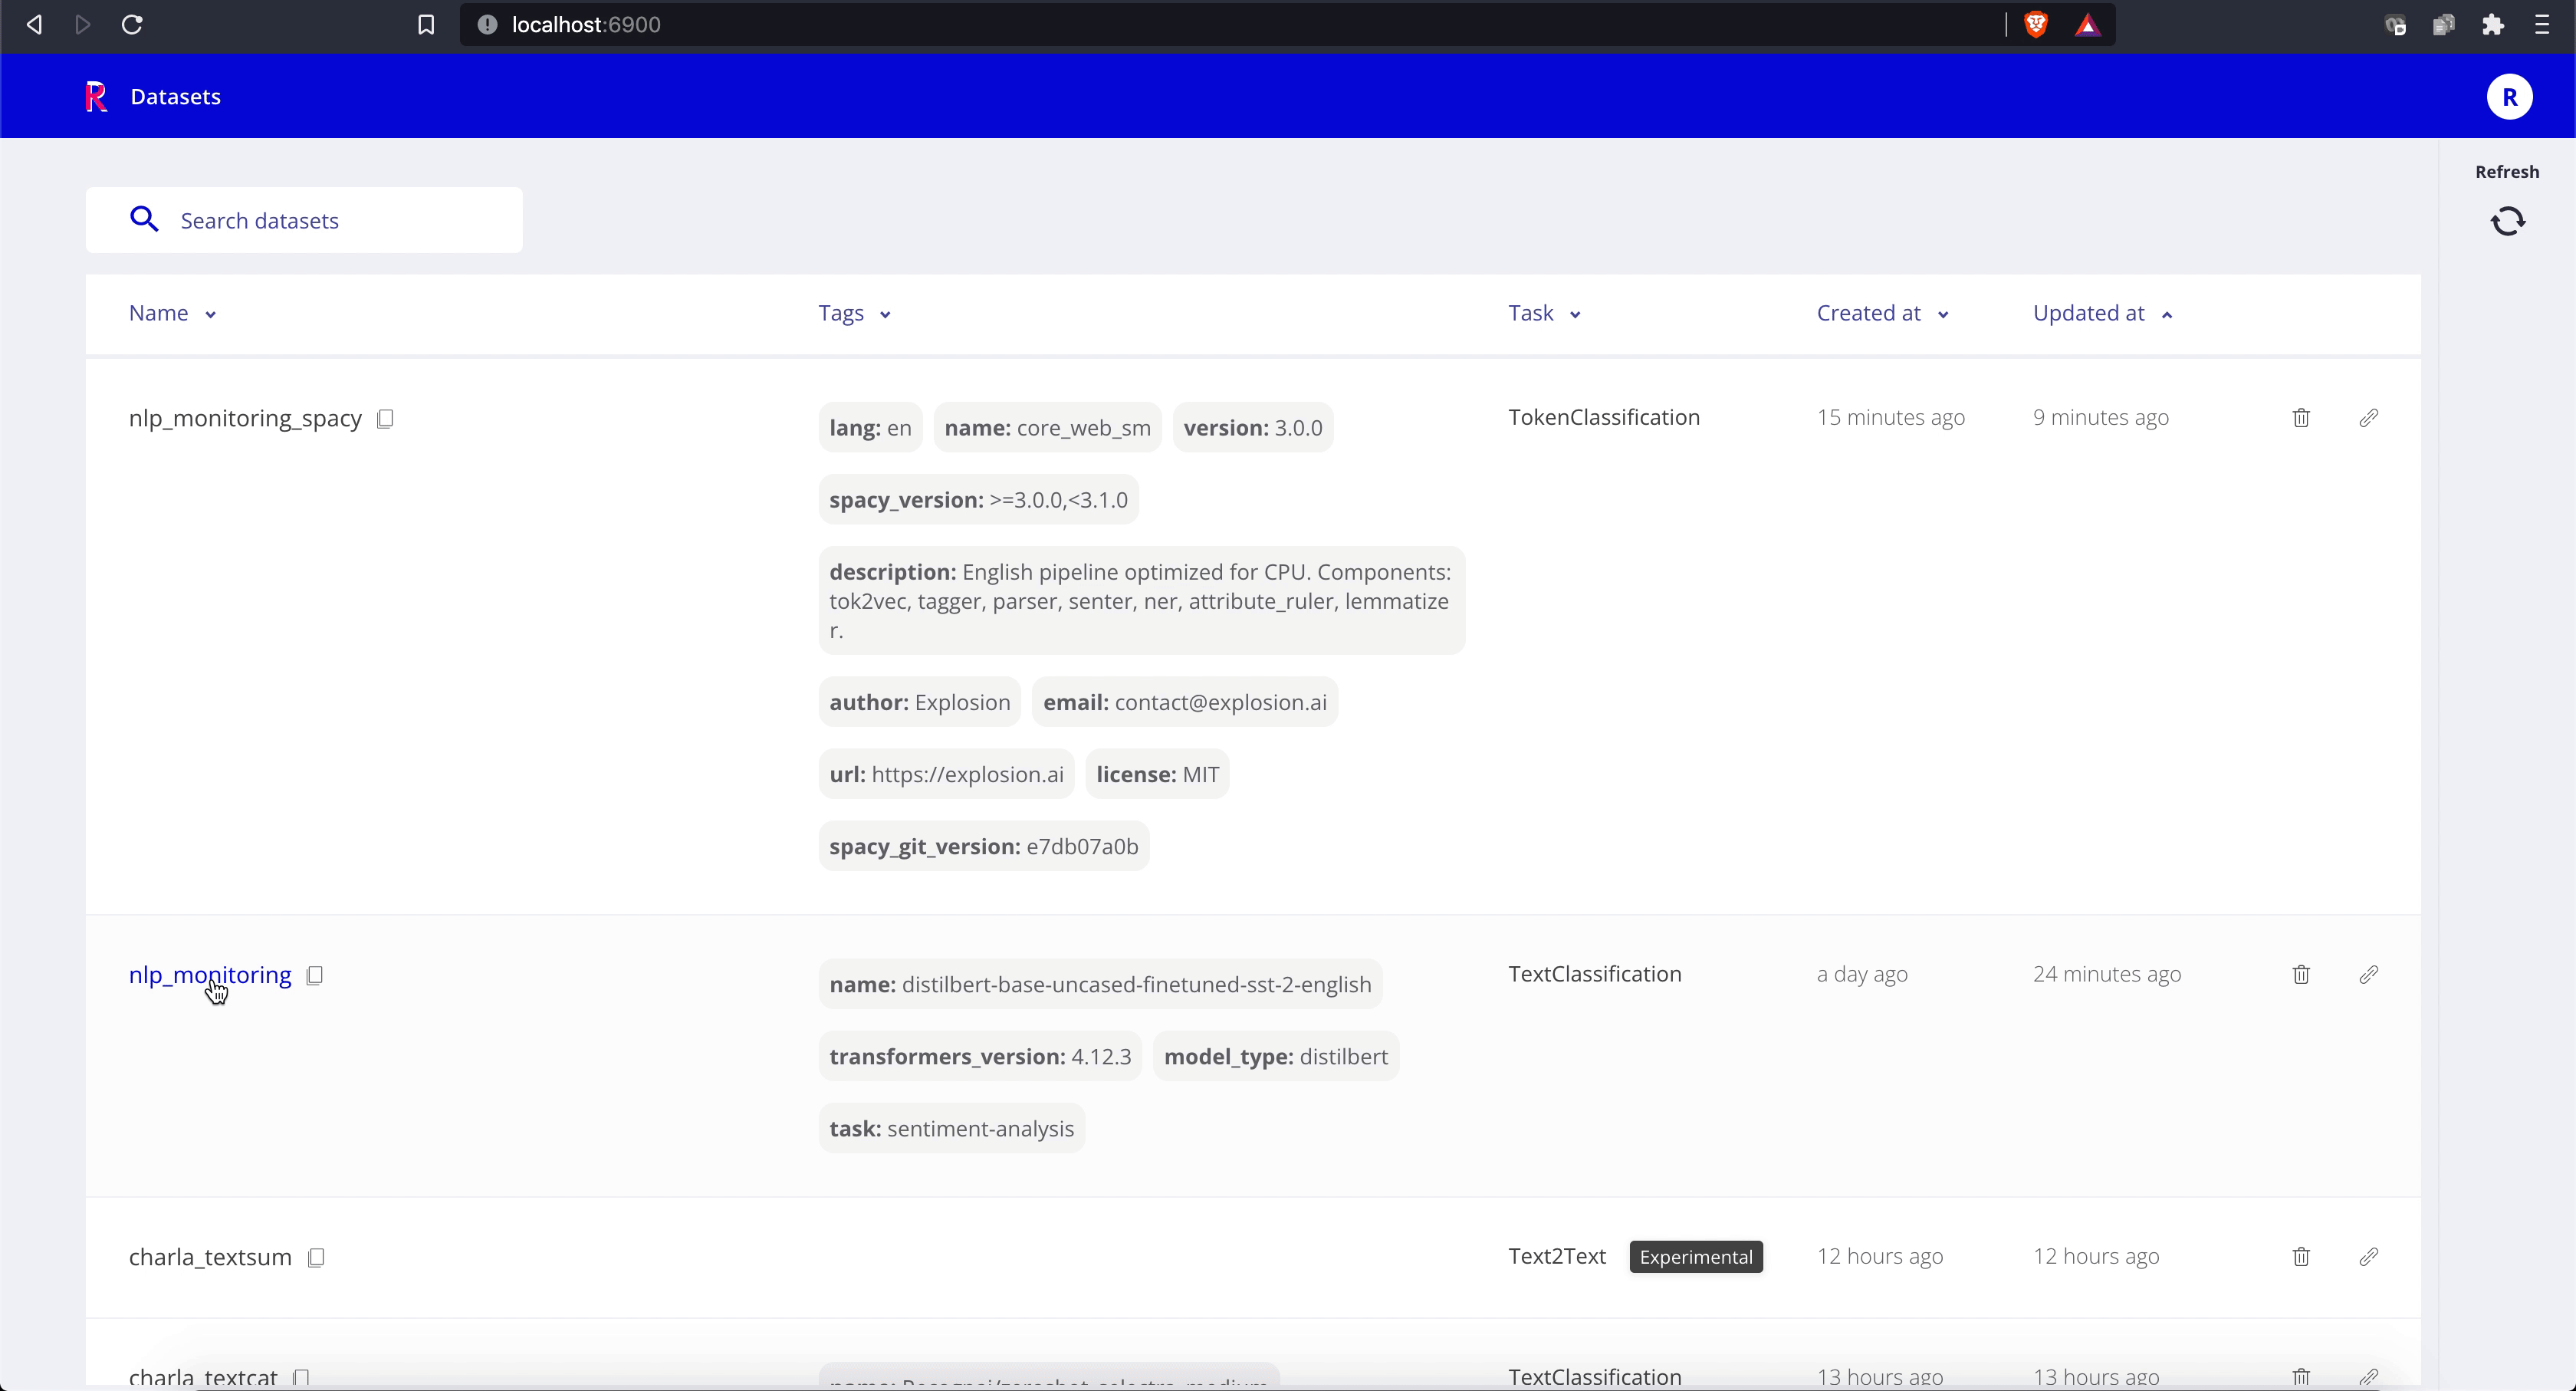 localhost:6900
R Datasets
R
Refresh
Search datasets
Name Tags Task Created at Updated at
nlp_monitoring_spacy
lang: en name: core_web_sm version: 3.0.0
TokenClassification 15 minutes ago 9 minutes ago
spacy_version: >=3.0.0,<3.1.0
description: English pipeline optimized for CPU. Components:
tok2vec, tagger, parser, senter, ner, attribute_ruler, lemmatize
r.
author: Explosion email: contact@explosion.ai
url: https://explosion.ai license: MIT
spacy_git_version: e7db07a0b
nlp_monitoring
name: distilbert-base-uncased-finetuned-sst-2-english
TextClassification a day ago 24 minutes ago
transformers_version: 4.12.3 model_type: distilbert
task: sentiment-analysis
charla_textsum Text2Text Experimental 12 hours ago 12 hours ago
charla_textcat
TextClassification 13 hours ago 13 hours ago